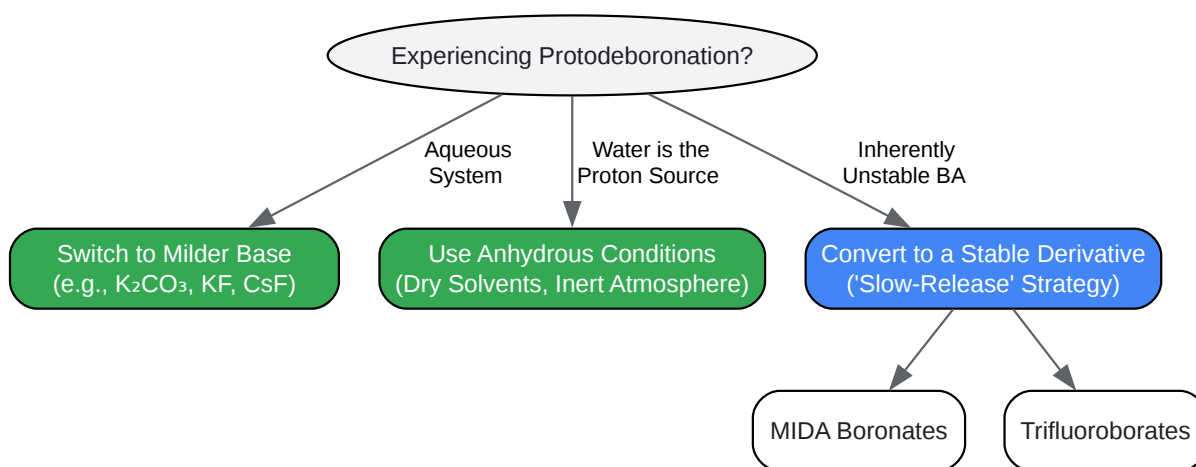 Experiencing Protodeboronation?
Aqueous
System
Water is the
Proton Source
Inherently
Unstable BA
Switch to Milder Base
(e.g., K₂CO₃, KF, CsF)
Use Anhydrous Conditions
(Dry Solvents, Inert Atmosphere)
Convert to a Stable Derivative
('Slow-Release' Strategy)
MIDA Boronates
Trifluoroborates